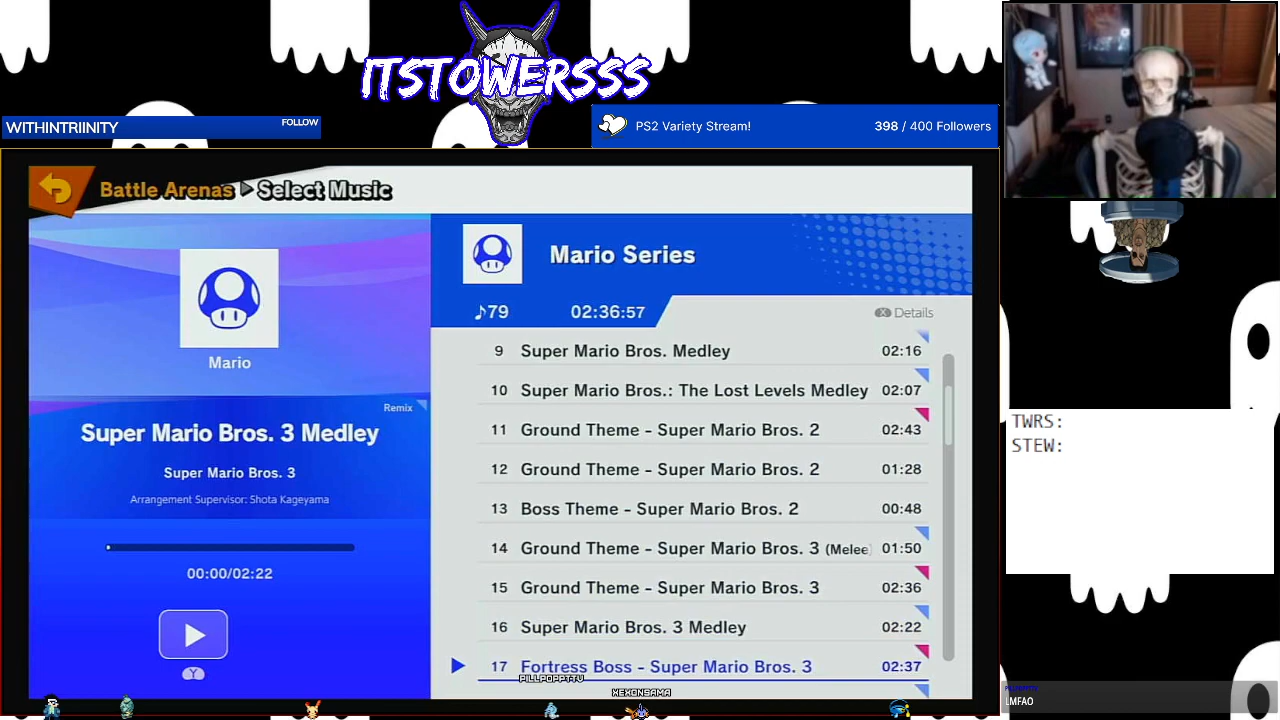 ITSTOWERSSS
WITHINTRIINITY
FOLLOW
PS2 Variety Stream!
398 / 400 Followers
Battle Arenas ▶ Select Music
Mario
Remix
Super Mario Bros. 3 Medley
Super Mario Bros. 3
Arrangement Supervisor: Shota Kageyama
00:00/02:22
Y
Mario Series
♪79
02:36:57
X Details
9 Super Mario Bros. Medley 02:16
10 Super Mario Bros.: The Lost Levels Medley 02:07
11 Ground Theme - Super Mario Bros. 2 02:43
12 Ground Theme - Super Mario Bros. 2 01:28
13 Boss Theme - Super Mario Bros. 2 00:48
14 Ground Theme - Super Mario Bros. 3 (Melee) 01:50
15 Ground Theme - Super Mario Bros. 3 02:36
16 Super Mario Bros. 3 Medley 02:22
17 Fortress Boss - Super Mario Bros. 3 02:37
PILLPOPPTTV
XEXONSAMA
TWRS:
STEW:
LMFAO